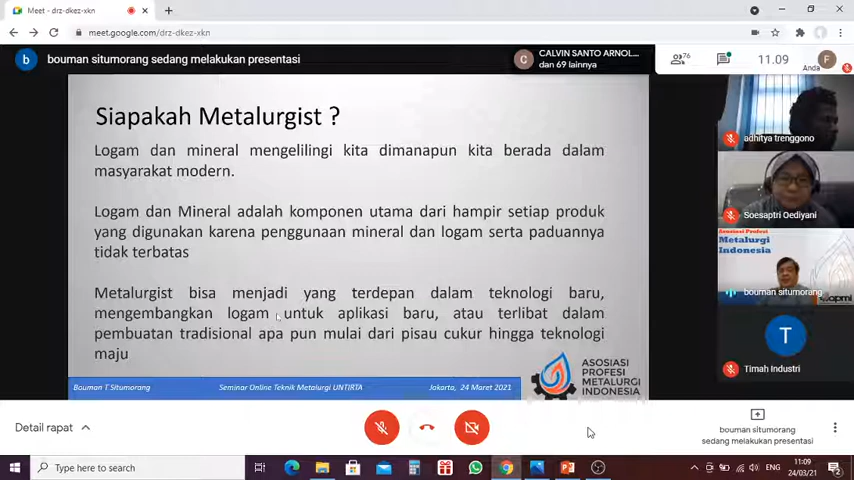 Meet - drz-dkez-xkn
meet.google.com/drz-dkez-xkn
b bouman situmorang sedang melakukan presentasi
C CALVIN SANTO ARNOL...
dan 69 lainnya
76
11.09
Anda
F
Siapakah Metalurgist ?
Logam dan mineral mengelilingi kita dimanapun kita berada dalam
masyarakat modern.
Logam dan Mineral adalah komponen utama dari hampir setiap produk
yang digunakan karena penggunaan mineral dan logam serta paduannya
tidak terbatas
Metalurgist bisa menjadi yang terdepan dalam teknologi baru,
mengembangkan logam untuk aplikasi baru, atau terlibat dalam
pembuatan tradisional apa pun mulai dari pisau cukur hingga teknologi
maju
Bouman T Situmorang
Seminar Online Teknik Metalurgi UNTIRTA
Jakarta, 24 Maret 2021
ASOSIASI
PROFESI
METALURGI
INDONESIA
adhitya trenggono
Soesaptri Oediyani
Asosiasi Profesi
Metalurgi
Indonesia
bouman situmorang
apmi
T
Timah Industri
Detail rapat
bouman situmorang
sedang melakukan presentasi
Type here to search
ENG
11:09
24/03/21
2